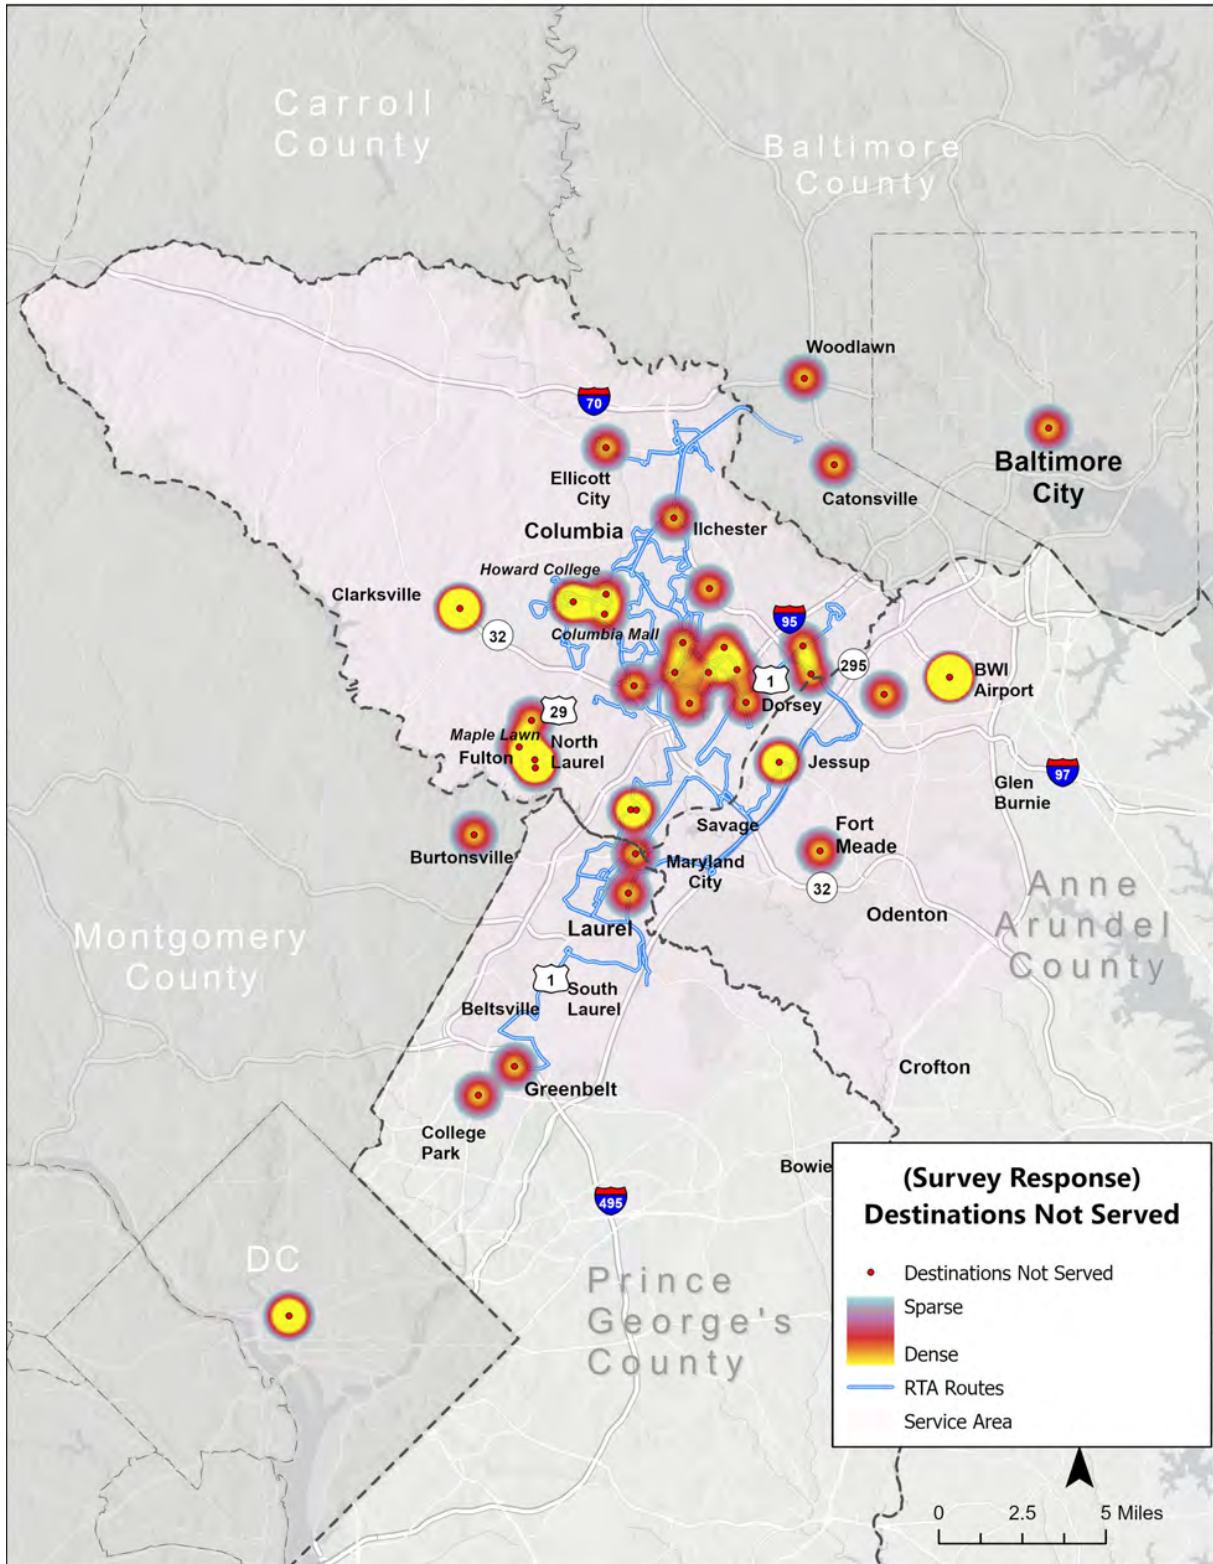 Carroll
County
Baltimore
County
Woodlawn
70
Baltimore
City
Ellicott
City
Catonsville
Columbia
Ilchester
Howard College
Clarksville
95
32
Columbia Mall
295
BWI
Airport
1
Dorsey
29
Maple Lawn
North
Laurel
Fulton
Jessup
97
Glen
Burnie
Savage
Fort
Meade
Burtonsville
Maryland
City
32
Anne
Arundel
County
Odenton
Laurel
Montgomery
County
1
South
Laurel
Beltsville
Crofton
Greenbelt
College
Park
Bowie
495
DC
Prince
George's
County
(Survey Response)
Destinations Not Served
Destinations Not Served
Sparse
Dense
RTA Routes
Service Area
0 2.5 5 Miles